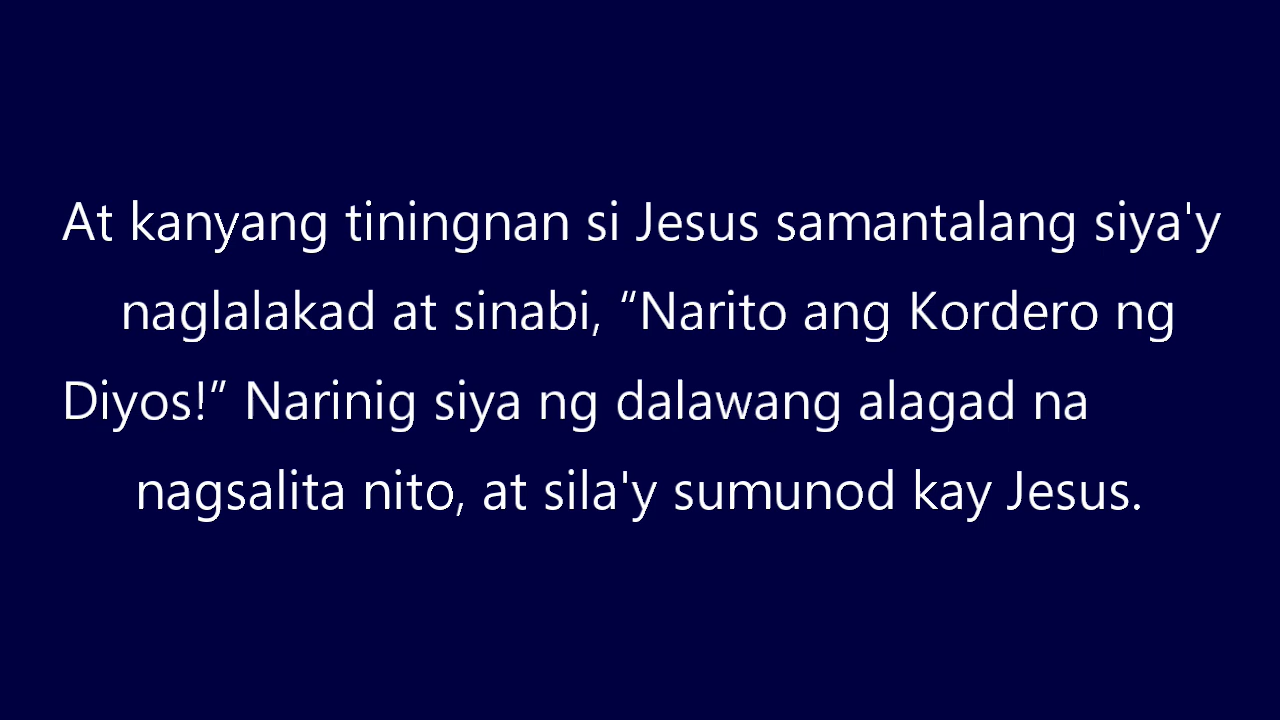 At kanyang tiningnan si Jesus samantalang siya'y
naglalakad at sinabi, “Narito ang Kordero ng
Diyos!” Narinig siya ng dalawang alagad na
nagsalita nito, at sila'y sumunod kay Jesus.